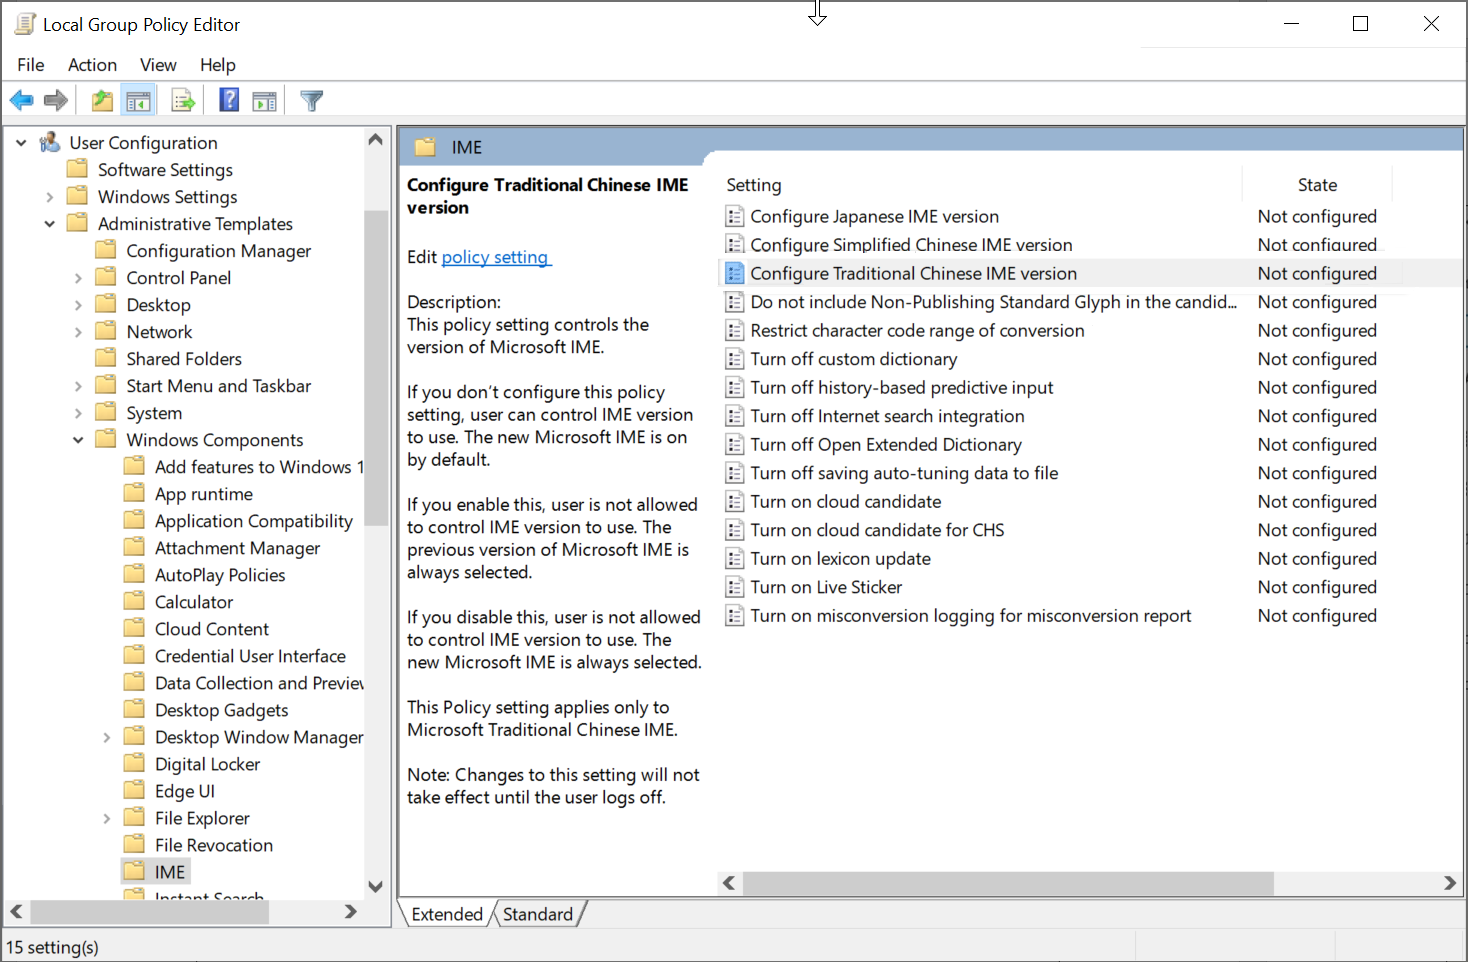 Local Group Policy Editor
File Action View Help
User Configuration
Software Settings
Windows Settings
Administrative Templates
Configuration Manager
Control Panel
Desktop
Network
Shared Folders
Start Menu and Taskbar
System
Windows Components
Add features to Windows 1
App runtime
Application Compatibility
Attachment Manager
AutoPlay Policies
Calculator
Cloud Content
Credential User Interface
Data Collection and Preview
Desktop Gadgets
Desktop Window Manager
Digital Locker
Edge UI
File Explorer
File Revocation
IME
Instant Search
IME
Configure Traditional Chinese IME
version
Edit policy setting
Description:
This policy setting controls the
version of Microsoft IME.
If you don’t configure this policy
setting, user can control IME version
to use. The new Microsoft IME is on
by default.
If you enable this, user is not allowed
to control IME version to use. The
previous version of Microsoft IME is
always selected.
If you disable this, user is not allowed
to control IME version to use. The
new Microsoft IME is always selected.
This Policy setting applies only to
Microsoft Traditional Chinese IME.
Note: Changes to this setting will not
take effect until the user logs off.
Setting State
Configure Japanese IME version Not configured
Configure Simplified Chinese IME version Not configured
Configure Traditional Chinese IME version Not configured
Do not include Non-Publishing Standard Glyph in the candid... Not configured
Restrict character code range of conversion Not configured
Turn off custom dictionary Not configured
Turn off history-based predictive input Not configured
Turn off Internet search integration Not configured
Turn off Open Extended Dictionary Not configured
Turn off saving auto-tuning data to file Not configured
Turn on cloud candidate Not configured
Turn on cloud candidate for CHS Not configured
Turn on lexicon update Not configured
Turn on Live Sticker Not configured
Turn on misconversion logging for misconversion report Not configured
Extended Standard
15 setting(s)